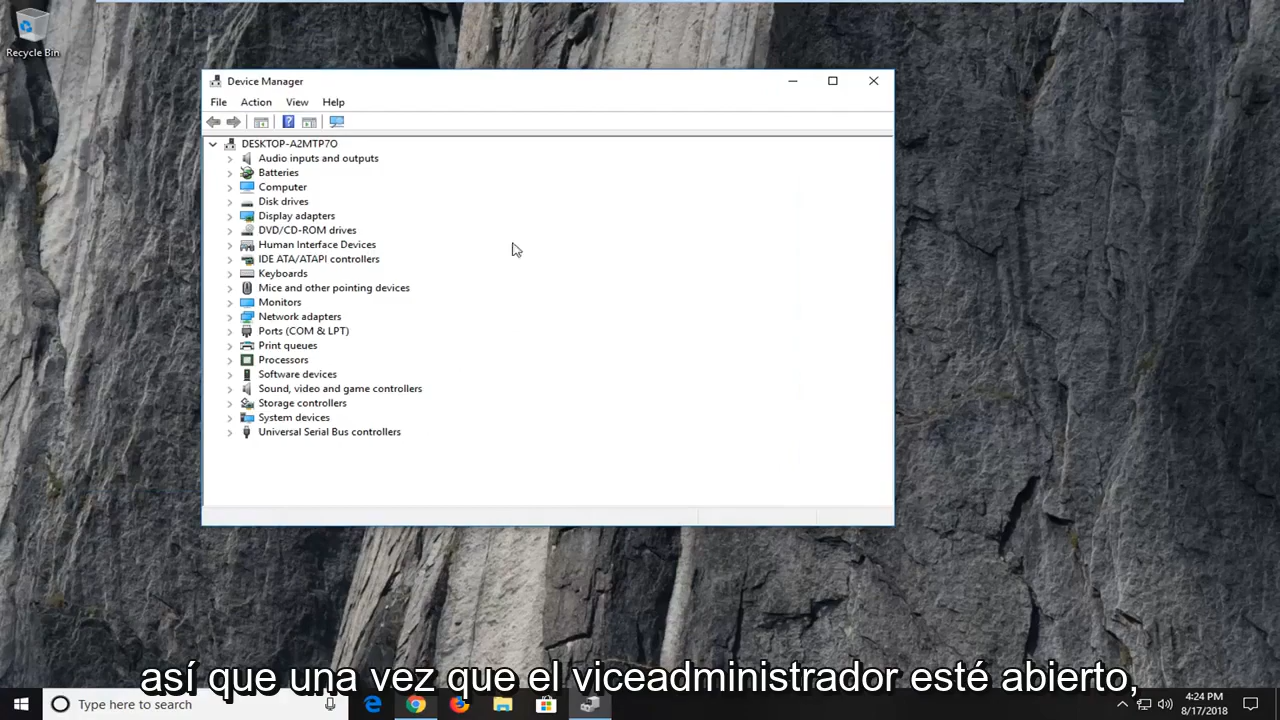 Recycle Bin
Device Manager
File Action View Help
DESKTOP-A2MTP7O
Audio inputs and outputs
Batteries
Computer
Disk drives
Display adapters
DVD/CD-ROM drives
Human Interface Devices
IDE ATA/ATAPI controllers
Keyboards
Mice and other pointing devices
Monitors
Network adapters
Ports (COM & LPT)
Print queues
Processors
Software devices
Sound, video and game controllers
Storage controllers
System devices
Universal Serial Bus controllers
así que una vez que el viceadministrador esté abierto,
Type here to search
4:24 PM
8/17/2018